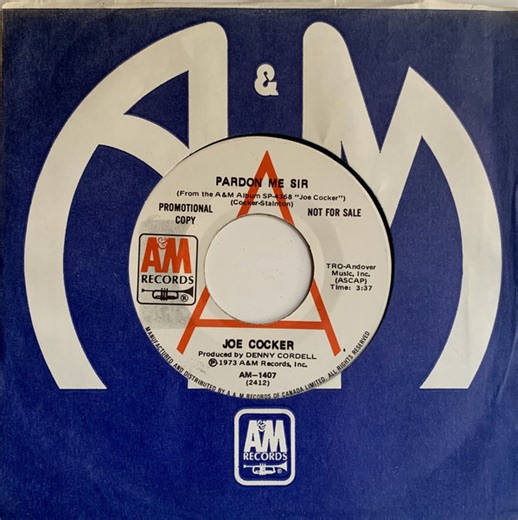 A & M
PARDON ME SIR
(From the A&M Album SP-4368 "Joe Cocker")
(Cocker-Stainton)
PROMOTIONAL
COPY
NOT FOR SALE
A
A&M
RECORDS
®
TRO-Andover
Music, Inc.
(ASCAP)
Time: 3:37
JOE COCKER
Produced by DENNY CORDELL
℗1973 A&M Records, Inc.
AM-1407
(2412)
MANUFACTURED AND DISTRIBUTED BY A & M RECORDS OF CANADA LIMITED. ALL RIGHTS RESERVED
A&M
RECORDS
®